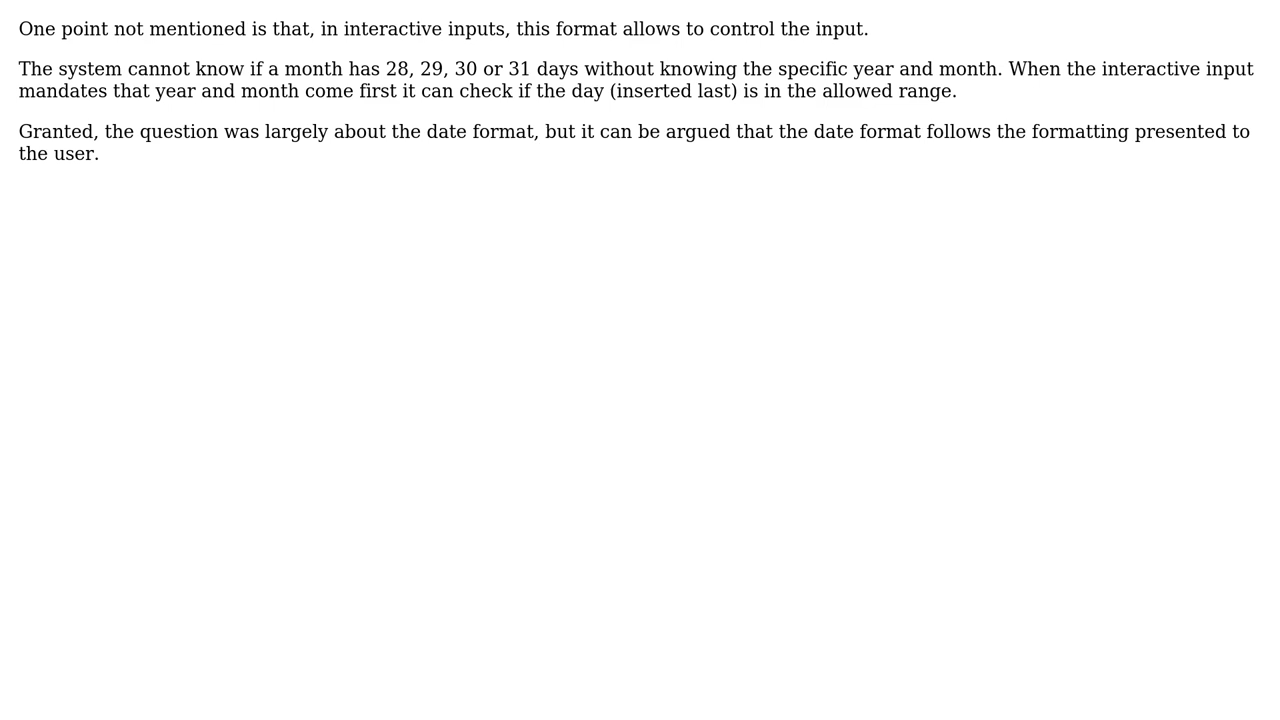 One point not mentioned is that, in interactive inputs, this format allows to control the input.
The system cannot know if a month has 28, 29, 30 or 31 days without knowing the specific year and month. When the interactive input
mandates that year and month come first it can check if the day (inserted last) is in the allowed range.
Granted, the question was largely about the date format, but it can be argued that the date format follows the formatting presented to
the user.